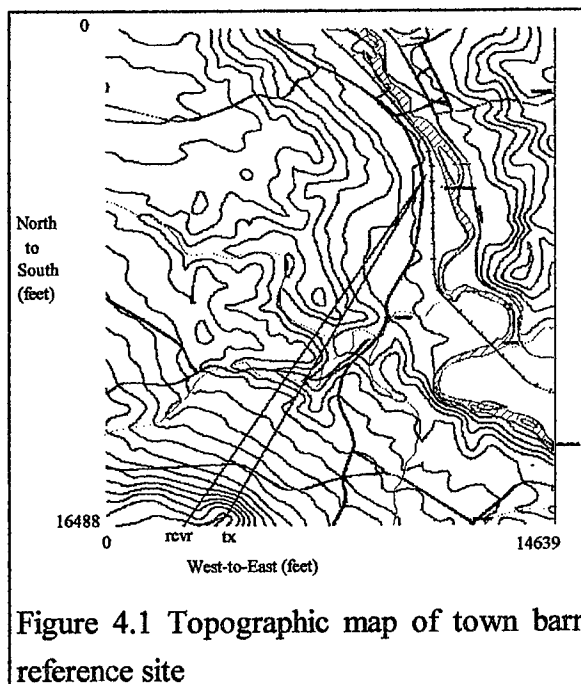 0
North
to
South
(feet)
16488
0
rcvr
tx
14639
West-to-East (feet)
Figure 4.1 Topographic map of town barn
reference site